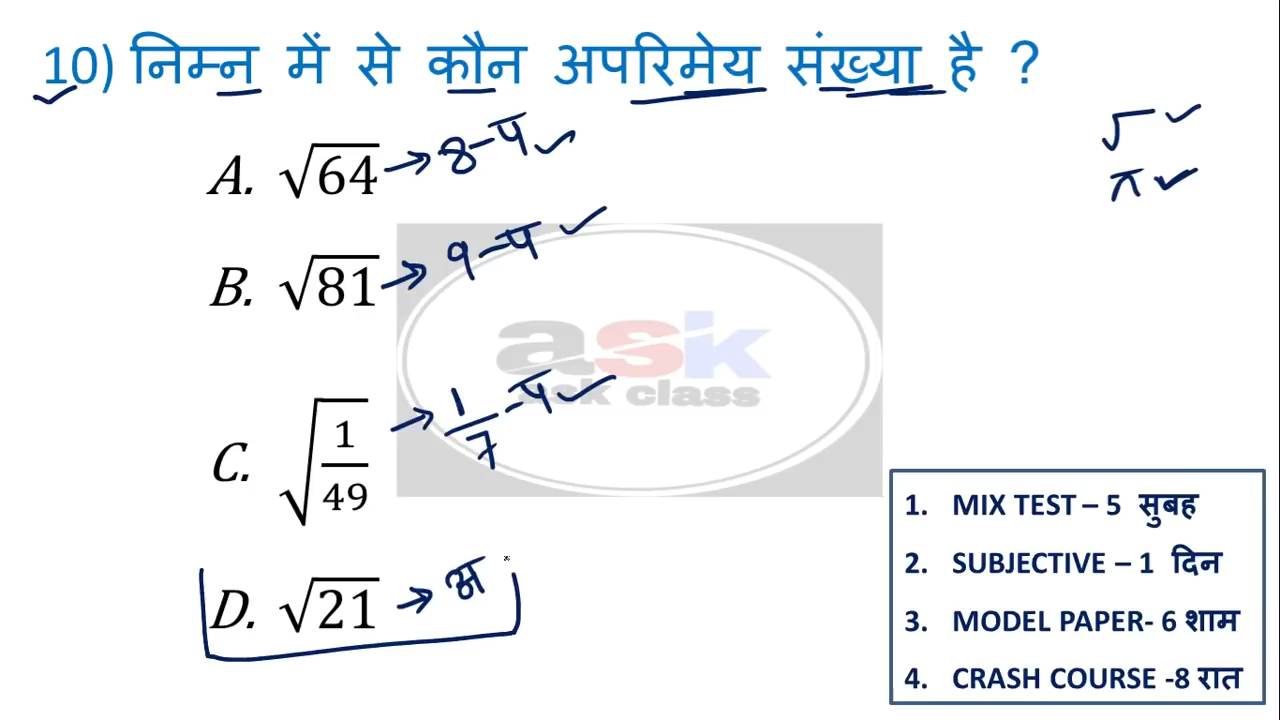 10) निम्न में से कौन अपरिमेय संख्या है ?
√
π
A. √64 → 8 – प
B. √81 → 9 – प
C. √1/49 → 1/7 – प
D. √21 → अ
ask
ask class
1. MIX TEST – 5 सुबह
2. SUBJECTIVE – 1 दिन
3. MODEL PAPER- 6 शाम
4. CRASH COURSE -8 रात